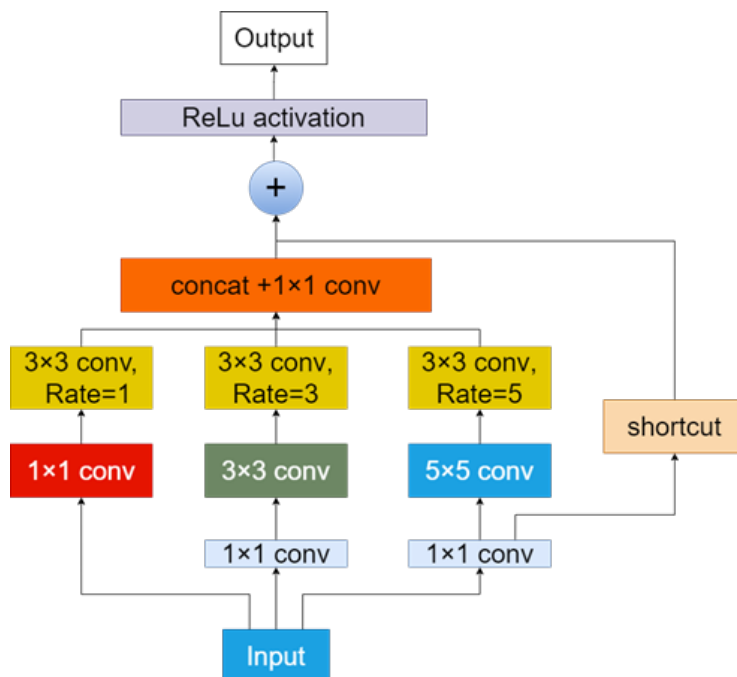 Output
ReLu activation
+
concat +1×1 conv
3×3 conv,
Rate=1
3×3 conv,
Rate=3
3×3 conv,
Rate=5
shortcut
1×1 conv
3×3 conv
5×5 conv
1×1 conv
1×1 conv
Input